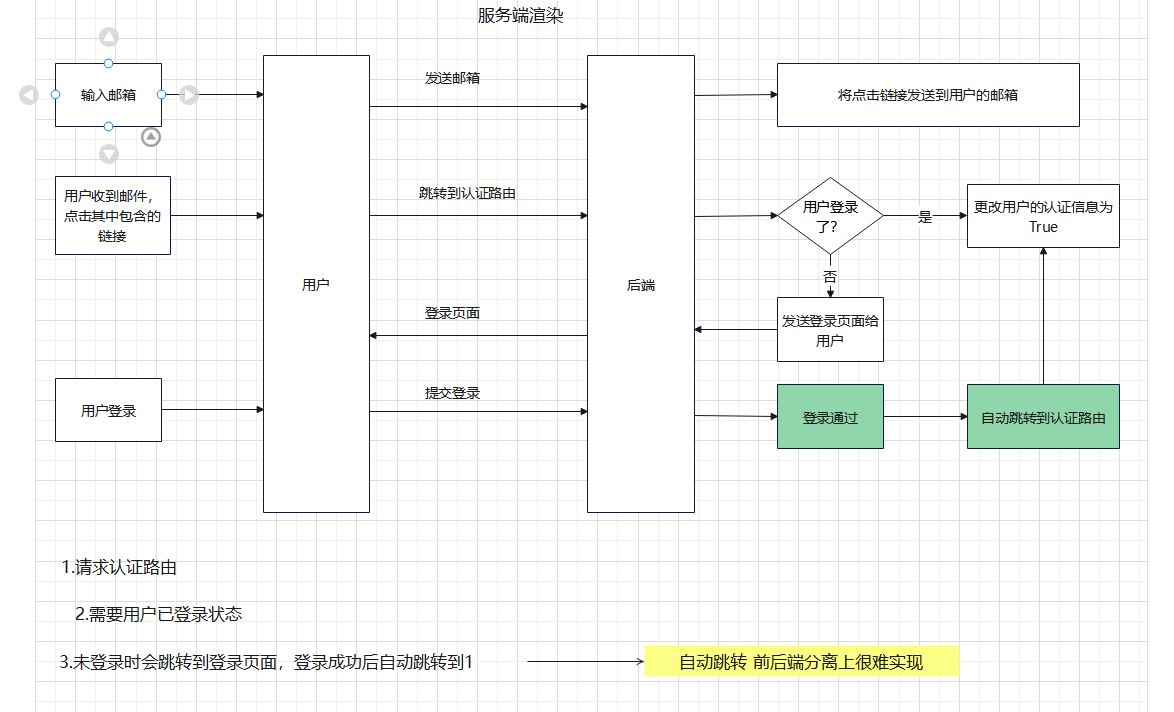 服务端渲染
输入邮箱
发送邮箱
将点击链接发送到用户的邮箱
用户收到邮件，
点击其中包含的
链接
跳转到认证路由
用户登录
了？
是
更改用户的认证信息为
True
否
用户
后端
登录页面
发送登录页面给
用户
用户登录
提交登录
登录通过
自动跳转到认证路由
1.请求认证路由
2.需要用户已登录状态
3.未登录时会跳转到登录页面，登录成功后自动跳转到1
自动跳转 前后端分离上很难实现